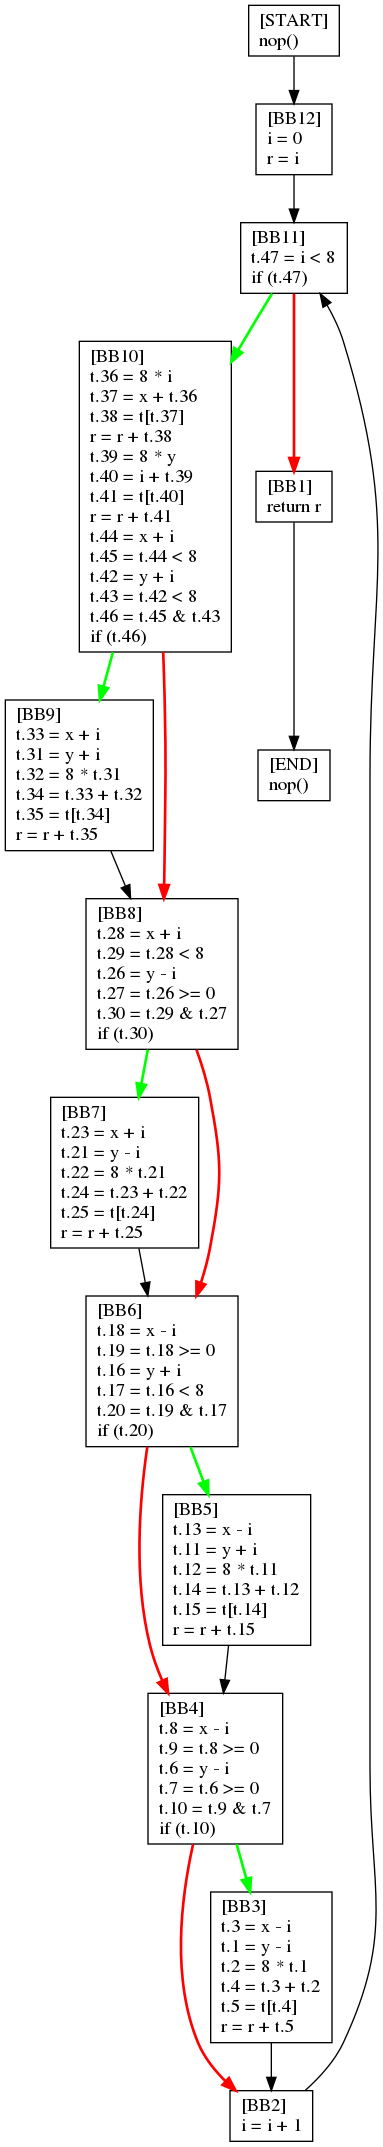 [START]
nop()
[BB12]
i = 0
r = i
[BB11]
t.47 = i < 8
if (t.47)
[BB10]
t.36 = 8 * i
t.37 = x + t.36
t.38 = t[t.37]
r = r + t.38
t.39 = 8 * y
t.40 = i + t.39
t.41 = t[t.40]
r = r + t.41
t.44 = x + i
t.45 = t.44 < 8
t.42 = y + i
t.43 = t.42 < 8
t.46 = t.45 & t.43
if (t.46)
[BB1]
return r
[BB9]
t.33 = x + i
t.31 = y + i
t.32 = 8 * t.31
t.34 = t.33 + t.32
t.35 = t[t.34]
r = r + t.35
[END]
nop()
[BB8]
t.28 = x + i
t.29 = t.28 < 8
t.26 = y - i
t.27 = t.26 >= 0
t.30 = t.29 & t.27
if (t.30)
[BB7]
t.23 = x + i
t.21 = y - i
t.22 = 8 * t.21
t.24 = t.23 + t.22
t.25 = t[t.24]
r = r + t.25
[BB6]
t.18 = x - i
t.19 = t.18 >= 0
t.16 = y + i
t.17 = t.16 < 8
t.20 = t.19 & t.17
if (t.20)
[BB5]
t.13 = x - i
t.11 = y + i
t.12 = 8 * t.11
t.14 = t.13 + t.12
t.15 = t[t.14]
r = r + t.15
[BB4]
t.8 = x - i
t.9 = t.8 >= 0
t.6 = y - i
t.7 = t.6 >= 0
t.10 = t.9 & t.7
if (t.10)
[BB3]
t.3 = x - i
t.1 = y - i
t.2 = 8 * t.1
t.4 = t.3 + t.2
t.5 = t[t.4]
r = r + t.5
[BB2]
i = i + 1